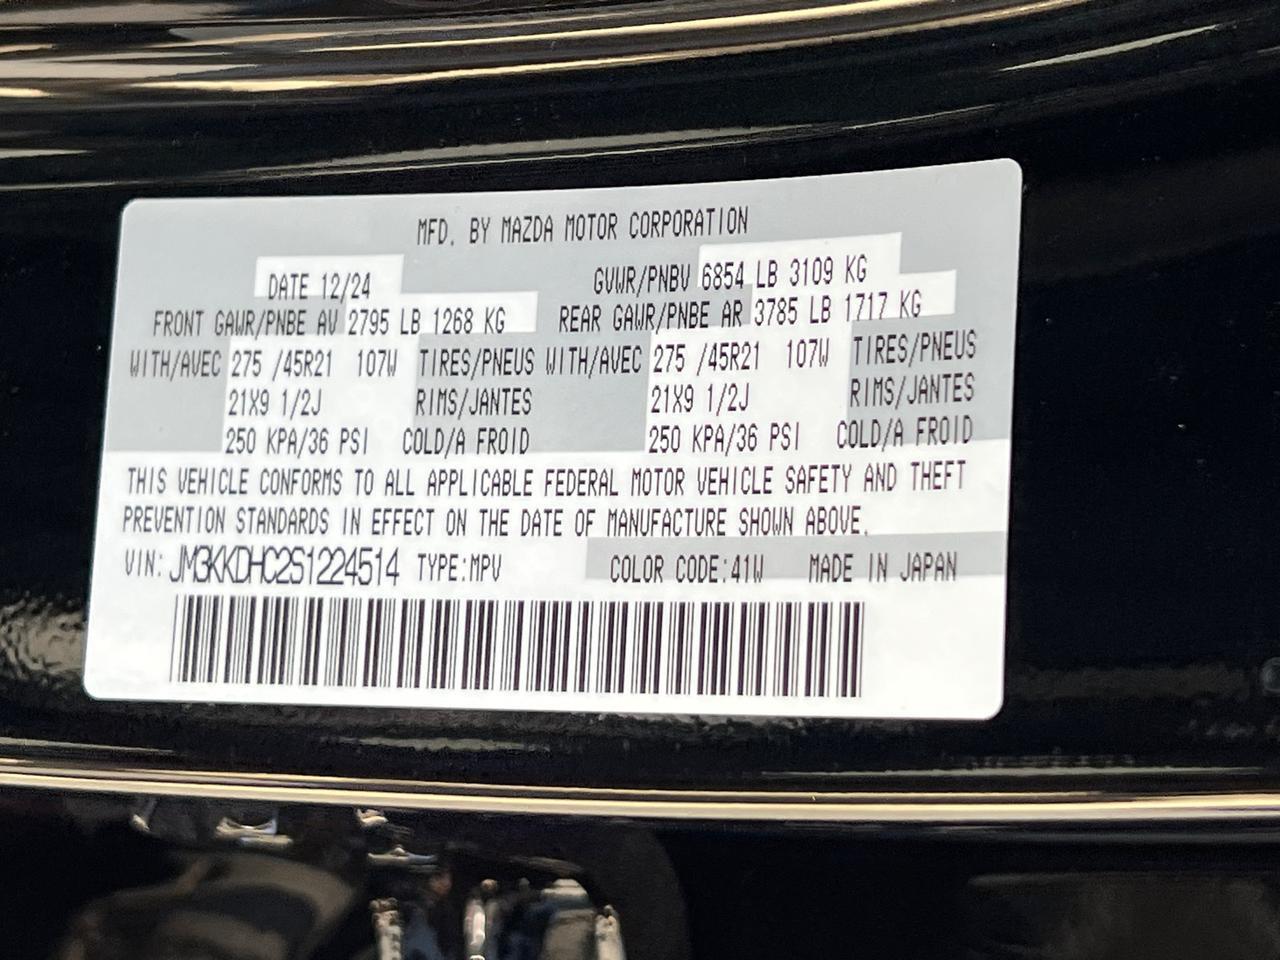 MFD. BY MAZDA MOTOR CORPORATION
DATE 12/24 GVWR/PNBV 6854 LB 3109 KG
FRONT GAWR/PNBE AV 2795 LB 1268 KG REAR GAWR/PNBE AR 3785 LB 1717 KG
WITH/AVEC 275 /45R21 107W TIRES/PNEUS WITH/AVEC 275 /45R21 107W TIRES/PNEUS
21X9 1/2J RIMS/JANTES 21X9 1/2J RIMS/JANTES
250 KPA/36 PSI COLD/A FROID 250 KPA/36 PSI COLD/A FROID
THIS VEHICLE CONFORMS TO ALL APPLICABLE FEDERAL MOTOR VEHICLE SAFETY AND THEFT
PREVENTION STANDARDS IN EFFECT ON THE DATE OF MANUFACTURE SHOWN ABOVE.
VIN: JM3KKDHC2S1224514 TYPE:MPV COLOR CODE:41W MADE IN JAPAN